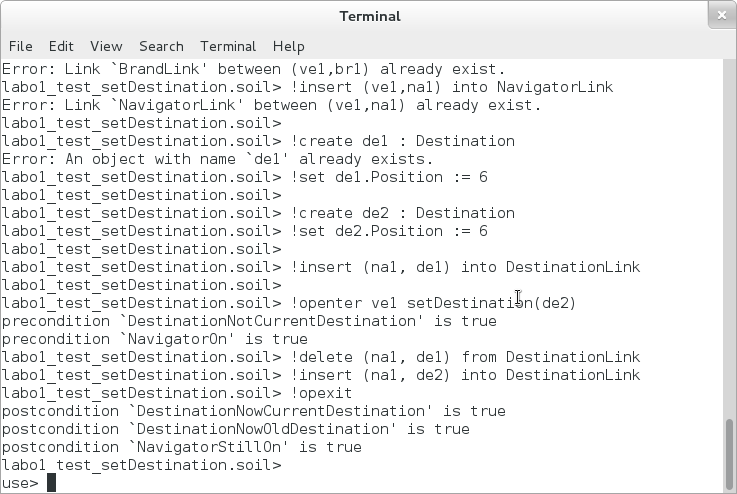 Terminal
File Edit View Search Terminal Help
Error: Link `BrandLink' between (ve1,br1) already exist.
labo1_test_setDestination.soil> !insert (ve1,na1) into NavigatorLink
Error: Link `NavigatorLink' between (ve1,na1) already exist.
labo1_test_setDestination.soil>
labo1_test_setDestination.soil> !create de1 : Destination
Error: An object with name `de1' already exists.
labo1_test_setDestination.soil> !set de1.Position := 6
labo1_test_setDestination.soil>
labo1_test_setDestination.soil> !create de2 : Destination
labo1_test_setDestination.soil> !set de2.Position := 6
labo1_test_setDestination.soil>
labo1_test_setDestination.soil> !insert (na1, de1) into DestinationLink
labo1_test_setDestination.soil>
labo1_test_setDestination.soil> !openter ve1 setDestination(de2)
precondition `DestinationNotCurrentDestination' is true
precondition `NavigatorOn' is true
labo1_test_setDestination.soil> !delete (na1, de1) from DestinationLink
labo1_test_setDestination.soil> !insert (na1, de2) into DestinationLink
labo1_test_setDestination.soil> !opexit
postcondition `DestinationNowCurrentDestination' is true
postcondition `DestinationNowOldDestination' is true
postcondition `NavigatorStillOn' is true
labo1_test_setDestination.soil>
use>